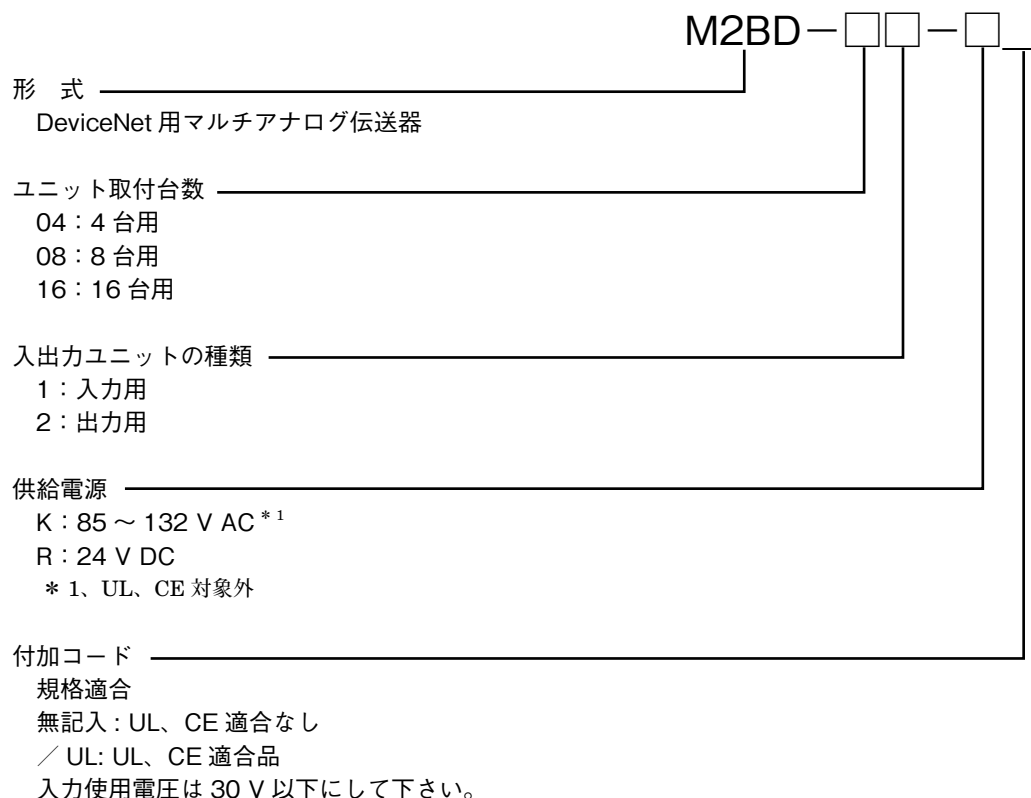 M2BD－□□－□
形　式
DeviceNet 用マルチアナログ伝送器
ユニット取付台数
04：4 台用
08：8 台用
16：16 台用
入出力ユニットの種類
1：入力用
2：出力用
供給電源
K：85 ～ 132 V AC＊1
R：24 V DC
＊ 1、UL、CE 対象外
付加コード
規格適合
無記入 : UL、CE 適合なし
／ UL: UL、CE 適合品
入力使用電圧は 30 V 以下にして下さい。